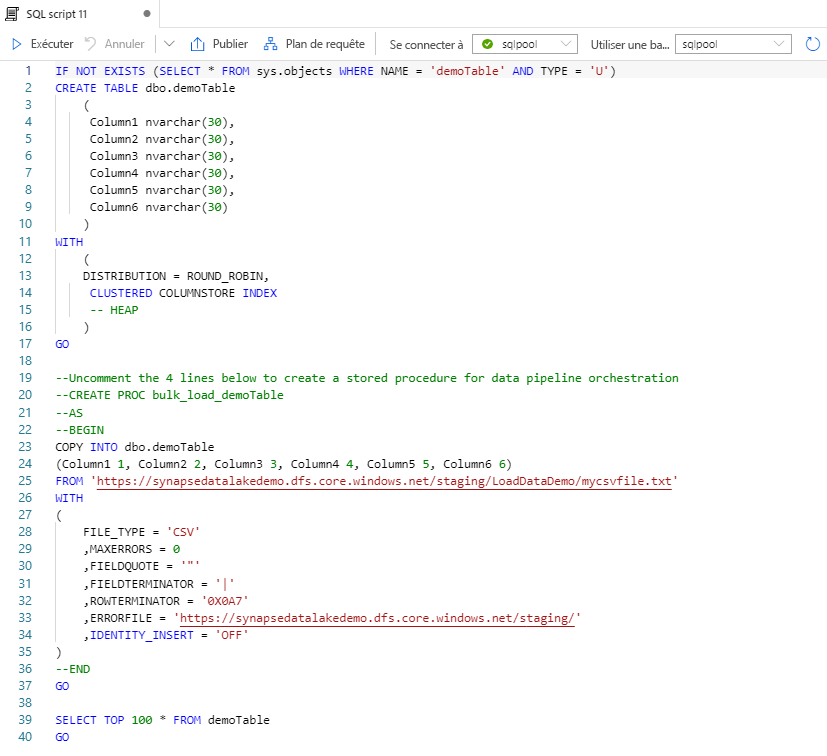 SQL script 11
Exécuter Annuler Publier Plan de requête Se connecter à sqlpool Utiliser une ba... sqlpool
1 IF NOT EXISTS (SELECT * FROM sys.objects WHERE NAME = 'demoTable' AND TYPE = 'U')
2 CREATE TABLE dbo.demoTable
3 (
4 Column1 nvarchar(30),
5 Column2 nvarchar(30),
6 Column3 nvarchar(30),
7 Column4 nvarchar(30),
8 Column5 nvarchar(30),
9 Column6 nvarchar(30)
10 )
11 WITH
12 (
13 DISTRIBUTION = ROUND_ROBIN,
14 CLUSTERED COLUMNSTORE INDEX
15 -- HEAP
16 )
17 GO
18
19 --Uncomment the 4 lines below to create a stored procedure for data pipeline orchestration
20 --CREATE PROC bulk_load_demoTable
21 --AS
22 --BEGIN
23 COPY INTO dbo.demoTable
24 (Column1 1, Column2 2, Column3 3, Column4 4, Column5 5, Column6 6)
25 FROM 'https://synapsedatalakedemo.dfs.core.windows.net/staging/LoadDataDemo/mycsvfile.txt'
26 WITH
27 (
28 FILE_TYPE = 'CSV'
29 ,MAXERRORS = 0
30 ,FIELDQUOTE = '"'
31 ,FIELDTERMINATOR = '|'
32 ,ROWTERMINATOR = '0X0A7'
33 ,ERRORFILE = 'https://synapsedatalakedemo.dfs.core.windows.net/staging/'
34 ,IDENTITY_INSERT = 'OFF'
35 )
36 --END
37 GO
38
39 SELECT TOP 100 * FROM demoTable
40 GO